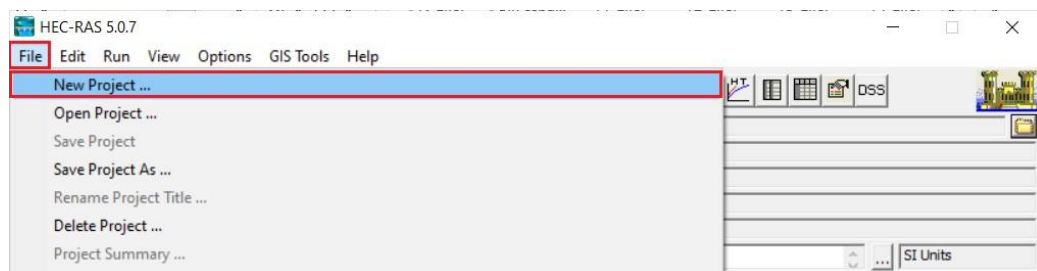 HEC-RAS 5.0.7
File Edit Run View Options GIS Tools Help
New Project ...
DSS
Open Project ...
Save Project
Save Project As ...
Rename Project Title ...
Delete Project ...
Project Summary ...
... SI Units